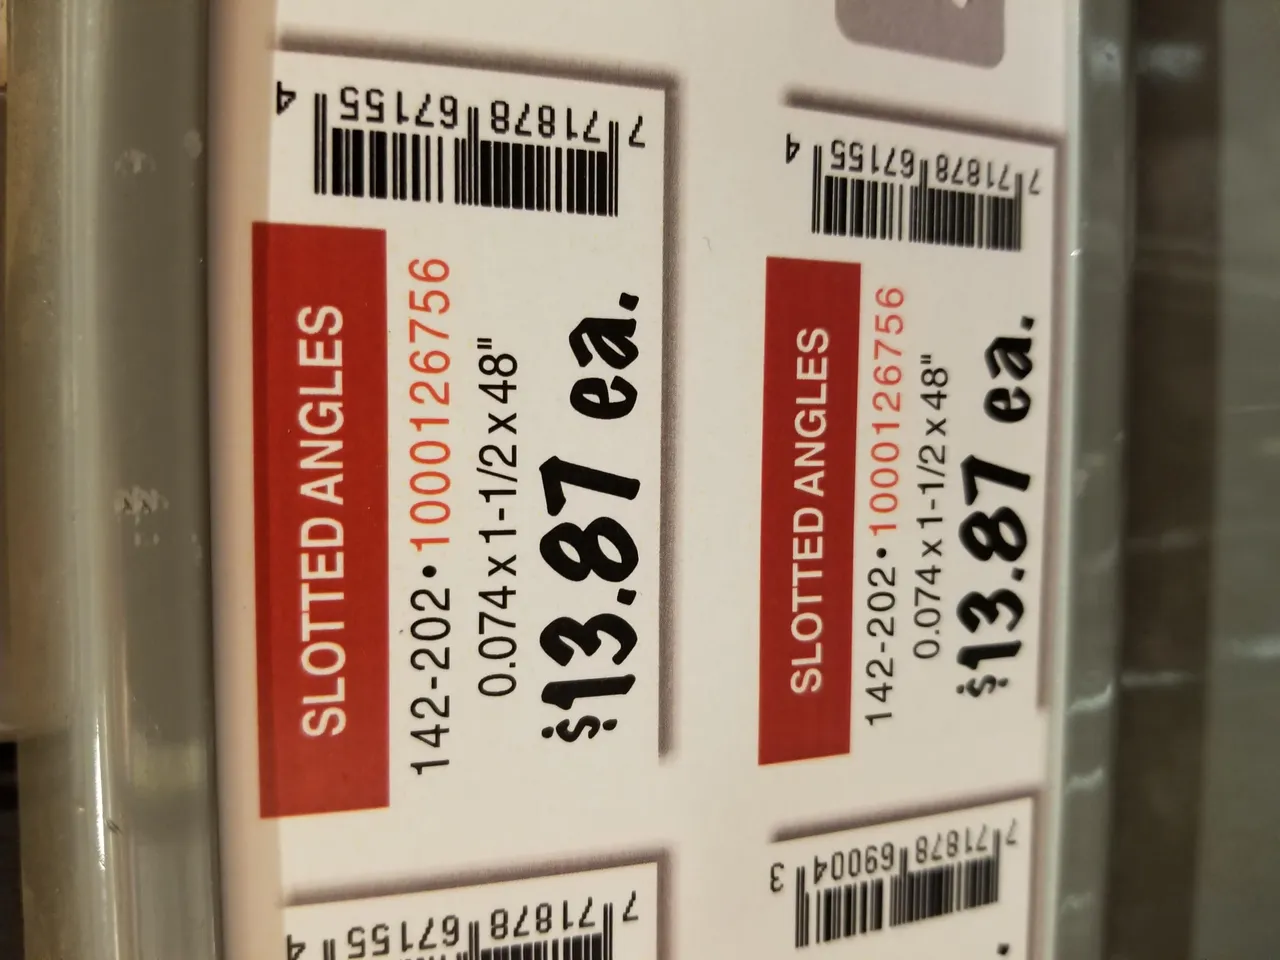 7 71878 67155 4
SLOTTED ANGLES
142-202 • 1000126756
0.074 x 1-1/2 x 48"
$13.87 ea.
7 71878 67155 4
7 71878 69004 3
SLOTTED ANGLES
142-202 • 1000126756
0.074 x 1-1/2 x 48"
$13.87 ea.
7 71878 67155 4